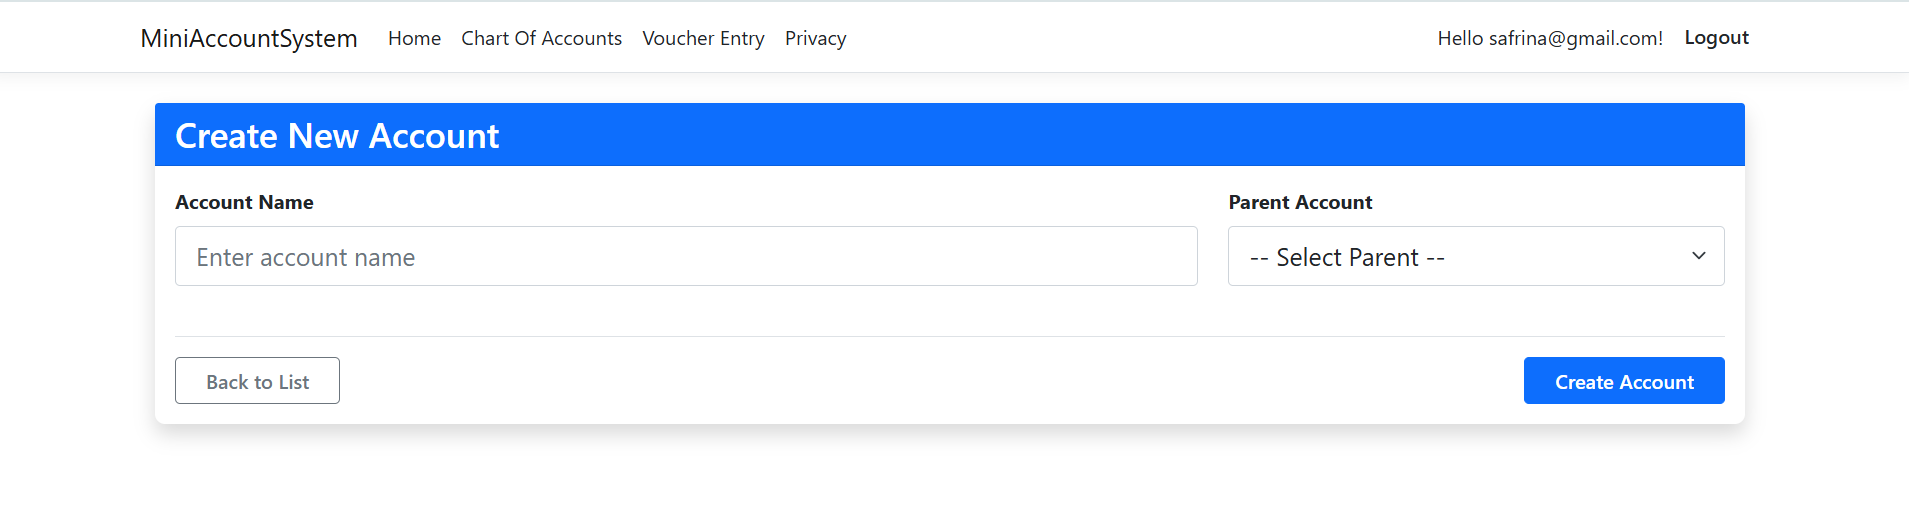 MiniAccountSystem Home Chart Of Accounts Voucher Entry Privacy Hello safrina@gmail.com! Logout
Create New Account
Account Name Parent Account
Enter account name -- Select Parent --
Back to List Create Account